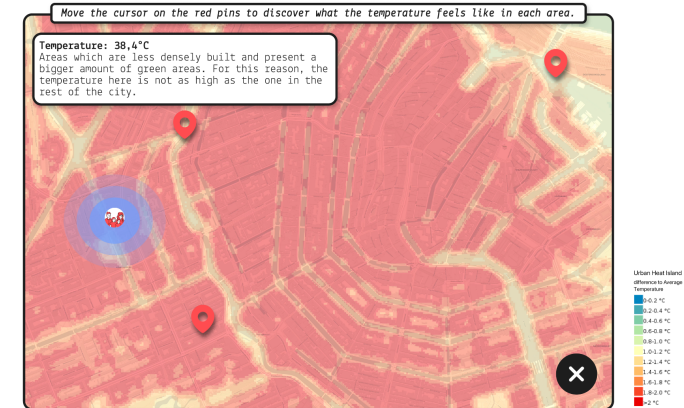 Move the cursor on the red pins to discover what the temperature feels like in each area.
Temperature: 38,4°C
Areas which are less densely built and present a
bigger amount of green areas. For this reason, the
temperature here is not as high as the one in the
rest of the city.
Urban Heat Island
difference to Average
Temperature
0-0.2 °C
0.2-0.4 °C
0.4-0.6 °C
0.6-0.8 °C
0.8-1.0 °C
1.0-1.2 °C
1.2-1.4 °C
1.4-1.6 °C
1.6-1.8 °C
1.8-2.0 °C
>2 °C